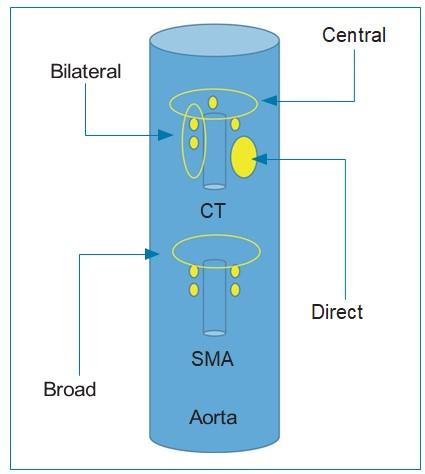 Central
Bilateral
CT
Direct
SMA
Broad
Aorta